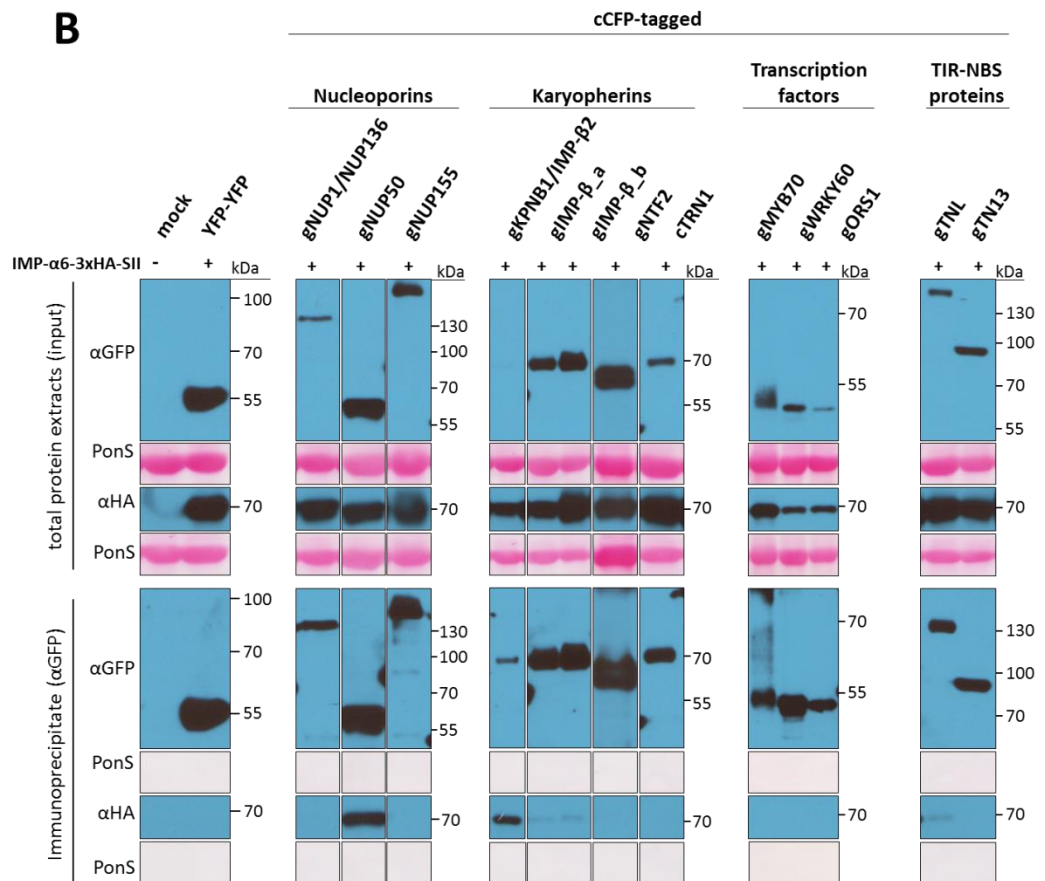 B
cCFP-tagged
Nucleoporins
Karyopherins
Transcription
factors
TIR-NBS
proteins
mock
YFP-YFP
gNUP1/NUP136
gNUP50
gNUP155
gKPNB1/IMP-β2
gIMP-β_a
gIMP-β_b
gNTF2
cTRN1
gMYB70
gWRKY60
gORS1
gTNL
gTN13
IMP-α6-3xHA-SII - + kDa + + + kDa + + + + + kDa + + + kDa + + kDa
total protein extracts (input)
αGFP
100
70
55
130
100
70
55
70
55
70
55
130
100
70
55
PonS
αHA
70
70
70
70
70
PonS
Immunoprecipitate (αGFP)
αGFP
100
70
55
130
100
70
55
70
55
70
55
130
100
70
PonS
αHA
70
70
70
70
70
PonS